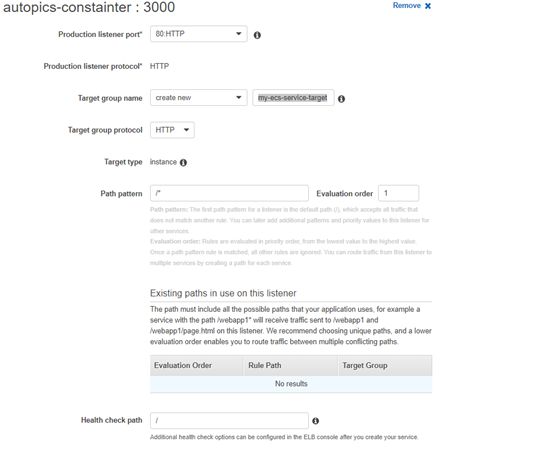 autopics-constainter : 3000
Remove
Production listener port*
80:HTTP
Production listener protocol* HTTP
Target group name
create new
my-ecs-service-target
Target group protocol
HTTP
Target type instance
Path pattern
/*
Evaluation order
1
Path pattern: The first path pattern for a listener is the default path (/), which accepts all traffic that
does not match another rule. You can later add additional patterns and priority values to this listener for
other services.
Evaluation order: Rules are evaluated in priority order, from the lowest value to the highest value.
Once a path pattern rule is matched, all other rules are ignored. You can route traffic from this listener to
multiple services by creating a path for each service.
Existing paths in use on this listener
The path must include all the possible paths that your application uses, for example a
service with the path /webapp1* will receive traffic sent to /webapp1 and
/webapp1/page.html on this listener. We recommend choosing unique paths, and a lower
evaluation order enables you to route traffic between multiple conflicting paths.
Evaluation Order Rule Path Target Group
No results
Health check path
/
Additional health check options can be configured in the ELB console after you create your service.